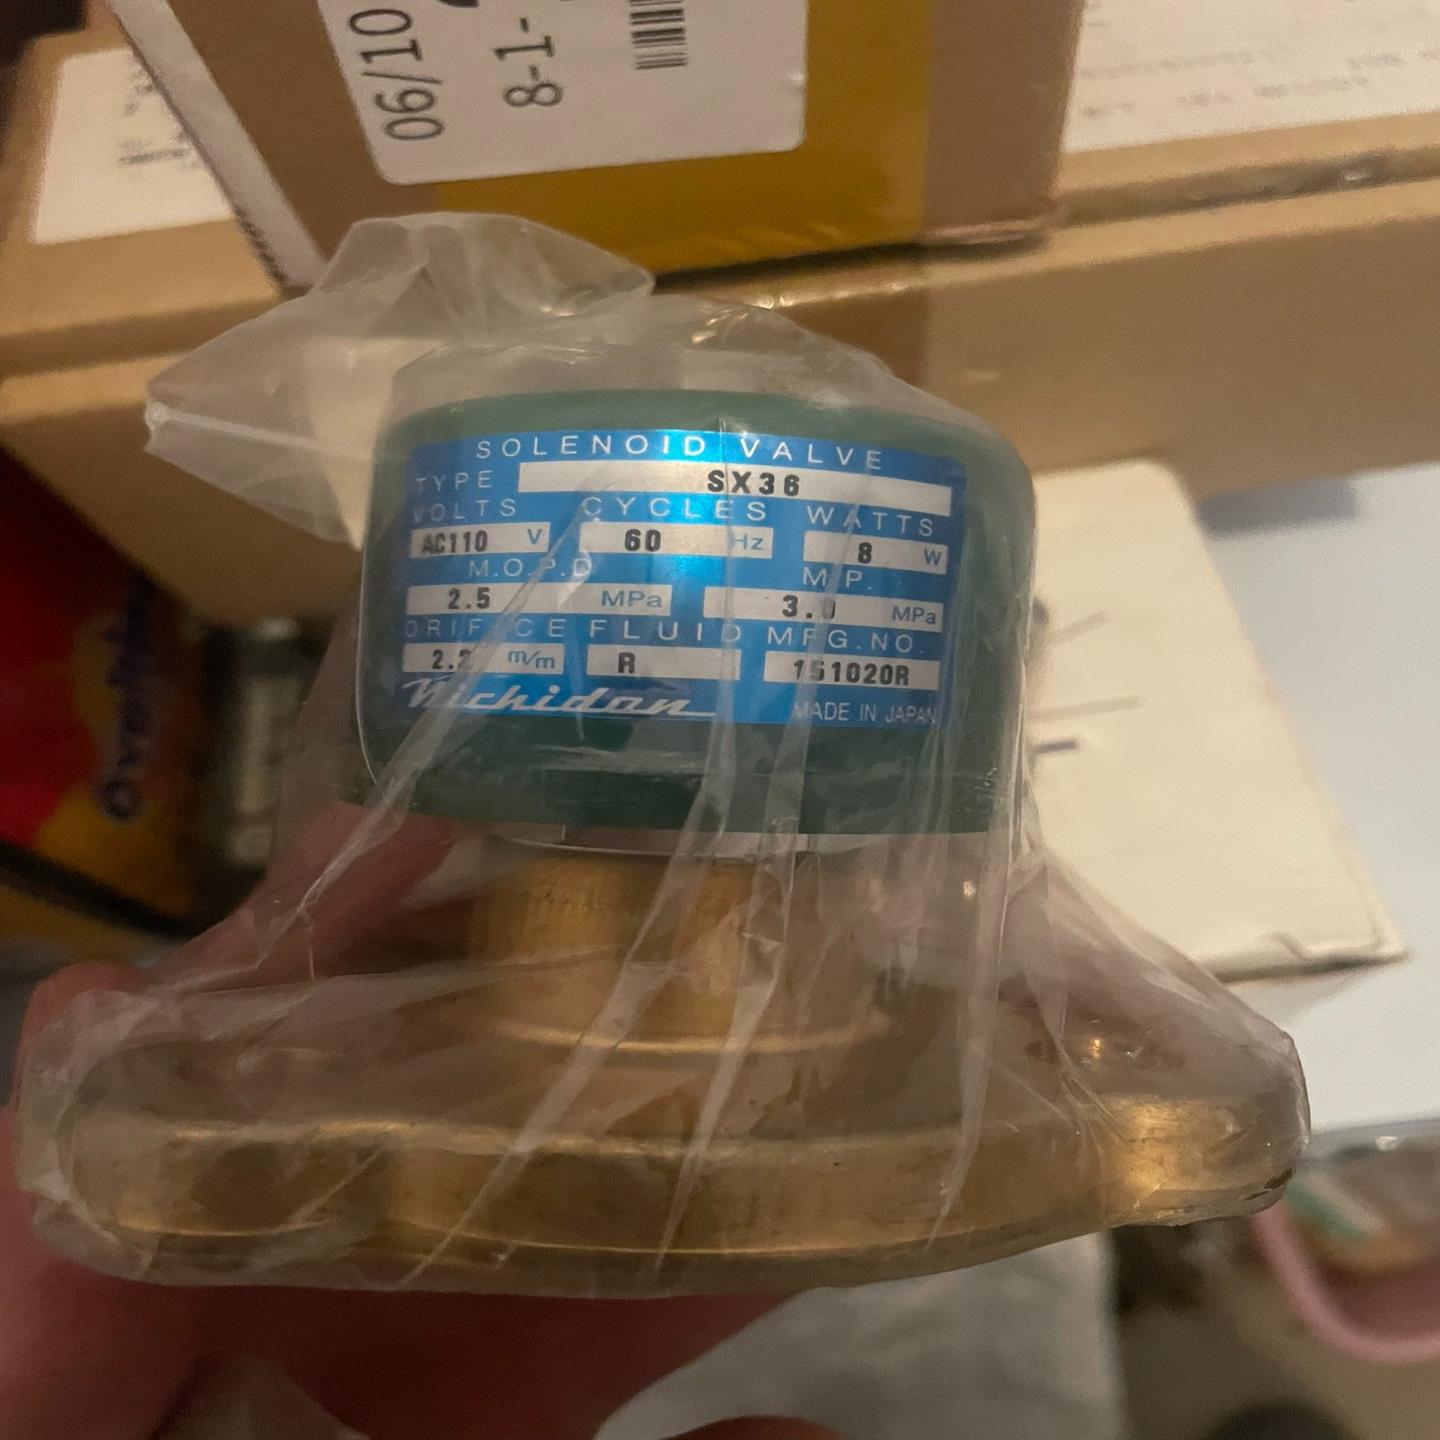 06/10
8-1-
SOLENOID VALVE
TYPE SX36
VOLTS CYCLES WATTS
AC110 V 60 Hz 8 W
M.O.P.D M.P.
2.5 MPa 3.0 MPa
ORIFICE FLUID MFG.NO.
m/m R 151020R
Nichidan MADE IN JAPAN